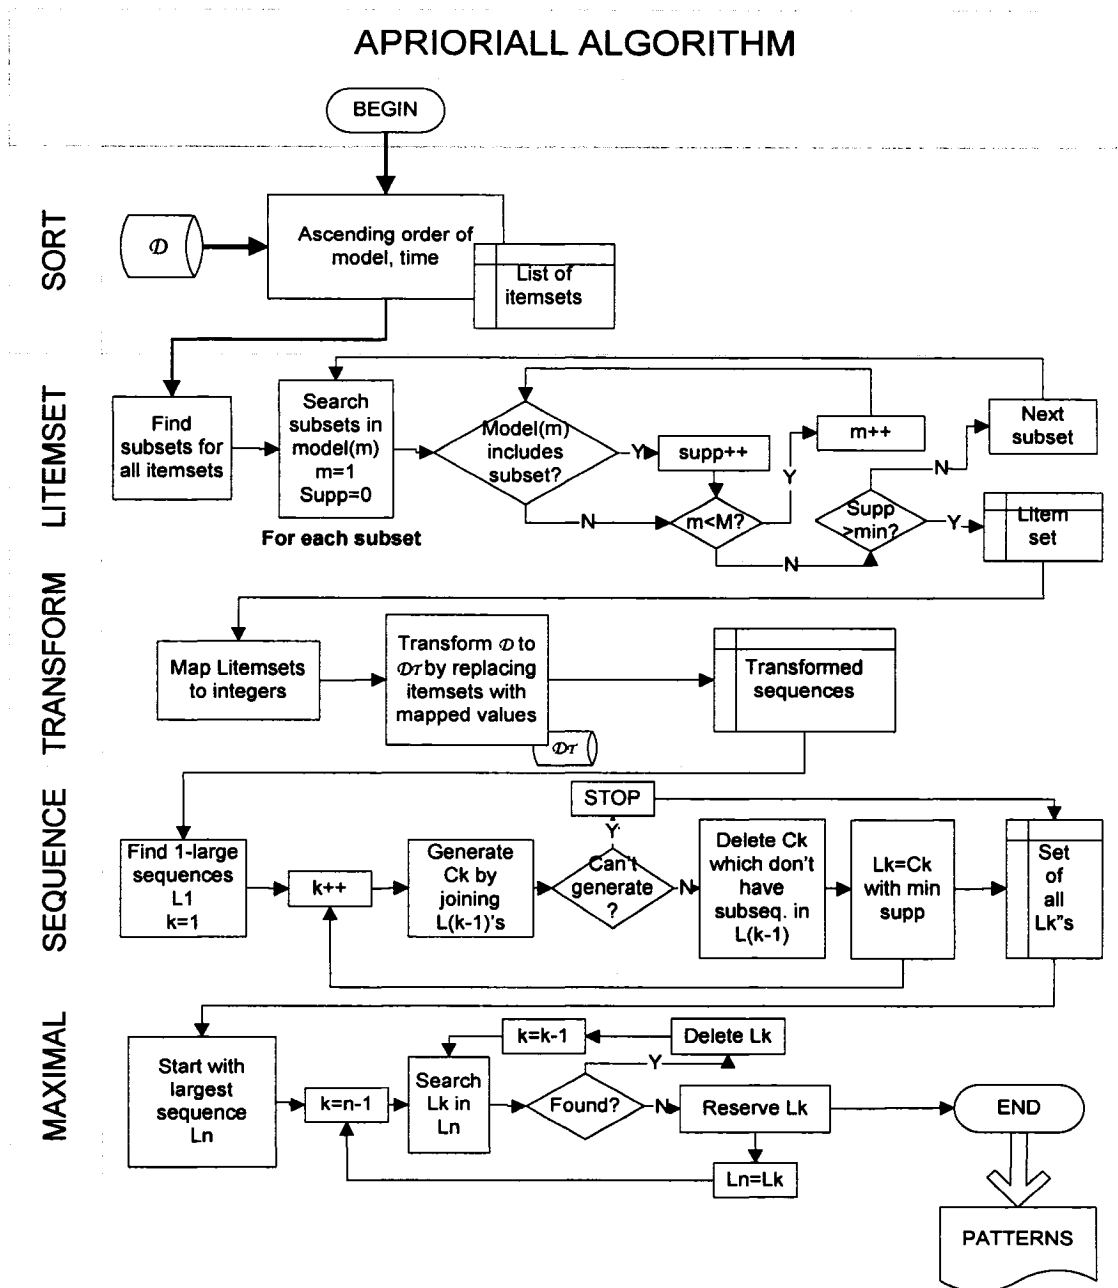 APRIORIALL ALGORITHM
BEGIN
SORT
𝒟
Ascending order of
model, time
List of
itemsets
LITEMSET
Find
subsets for
all itemsets
Search
subsets in
model(m)
m=1
Supp=0
For each subset
Model(m)
includes
subset?
Y
supp++
N
m<M?
Y
m++
N
Supp
>min?
N
Next
subset
Y
Litem
set
TRANSFORM
Map Litemsets
to integers
Transform 𝒟 to
𝒟𝒯 by replacing
itemsets with
mapped values
𝒟𝒯
Transformed
sequences
SEQUENCE
Find 1-large
sequences
L1
k=1
k++
Generate
Ck by
joining
L(k-1)'s
STOP
Y
Can't
generate
?
N
Delete Ck
which don't
have
subseq. in
L(k-1)
Lk=Ck
with min
supp
Set
of
all
Lk"s
MAXIMAL
Start with
largest
sequence
Ln
k=n-1
k=k-1
Search
Lk in
Ln
Found?
Y
Delete Lk
N
Reserve Lk
Ln=Lk
END
PATTERNS